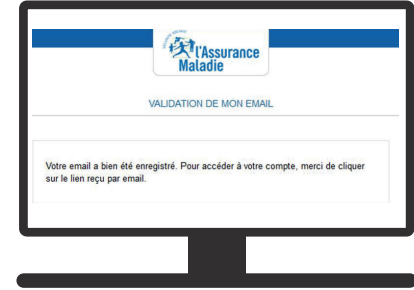 l'Assurance
Maladie
VALIDATION DE MON EMAIL
Votre email a bien été enregistré. Pour accéder à votre compte, merci de cliquer
sur le lien reçu par email.